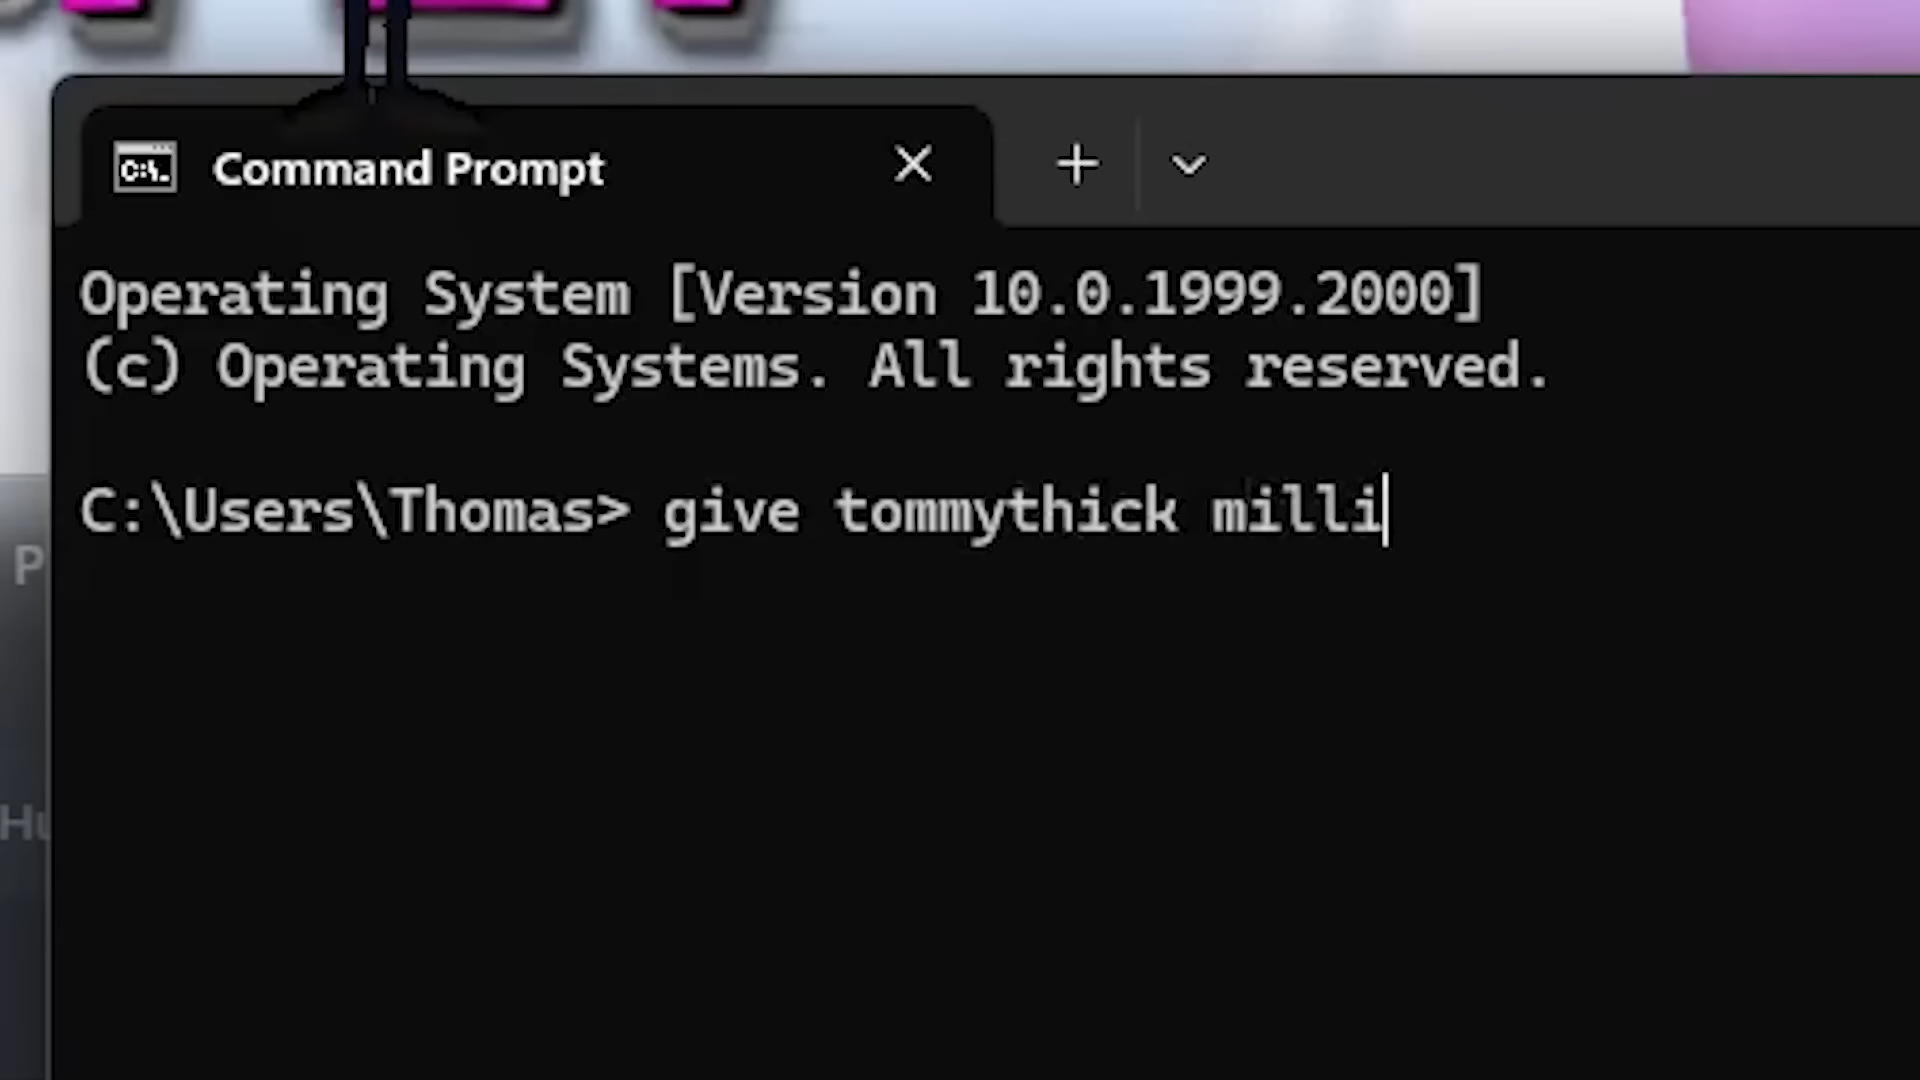 Command Prompt
Operating System [Version 10.0.1999.2000]
(c) Operating Systems. All rights reserved.
C:\Users\Thomas> give tommythick milli